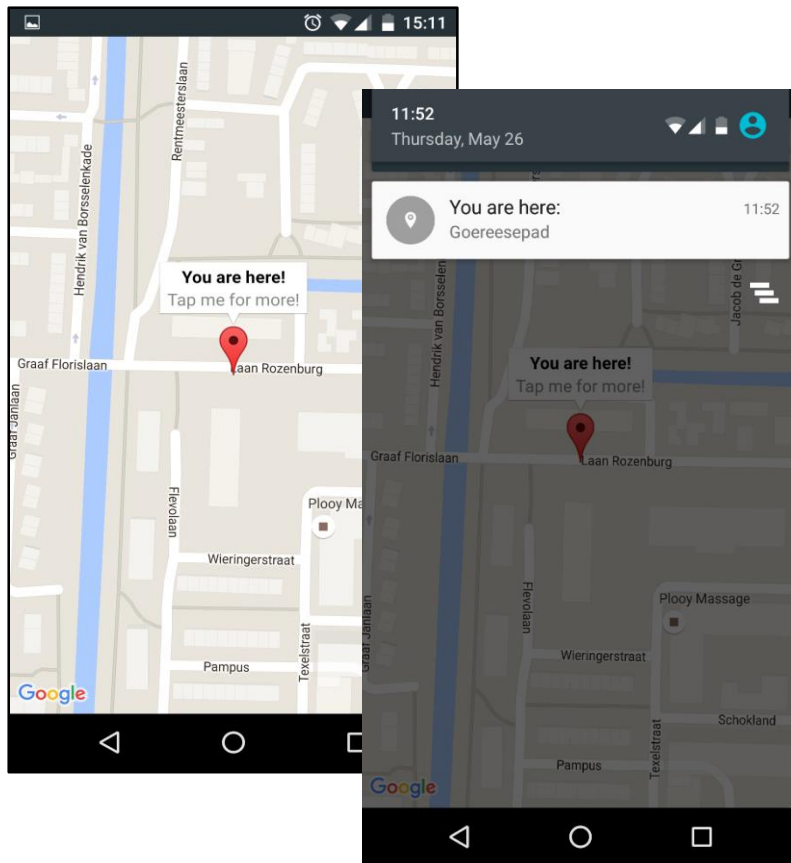 15:11
Rentmeesterslaan
Hendrik van Borsselenkade
You are here!
Tap me for more!
Graaf Florislaan
Laan Rozenburg
Graaf Janlaan
Flevolaan
Plooy Ma
Wieringerstraat
Texelstraat
Pampus
Google
11:52
Thursday, May 26
You are here:
11:52
Goereesepad
Jacob de Gr
Hendrik van Borsselen
You are here!
Tap me for more!
Graaf Florislaan
Laan Rozenburg
Flevolaan
Plooy Massage
Graaf Janlaan
Wieringerstraat
Texelstraat
Schokland
Pampus
Google